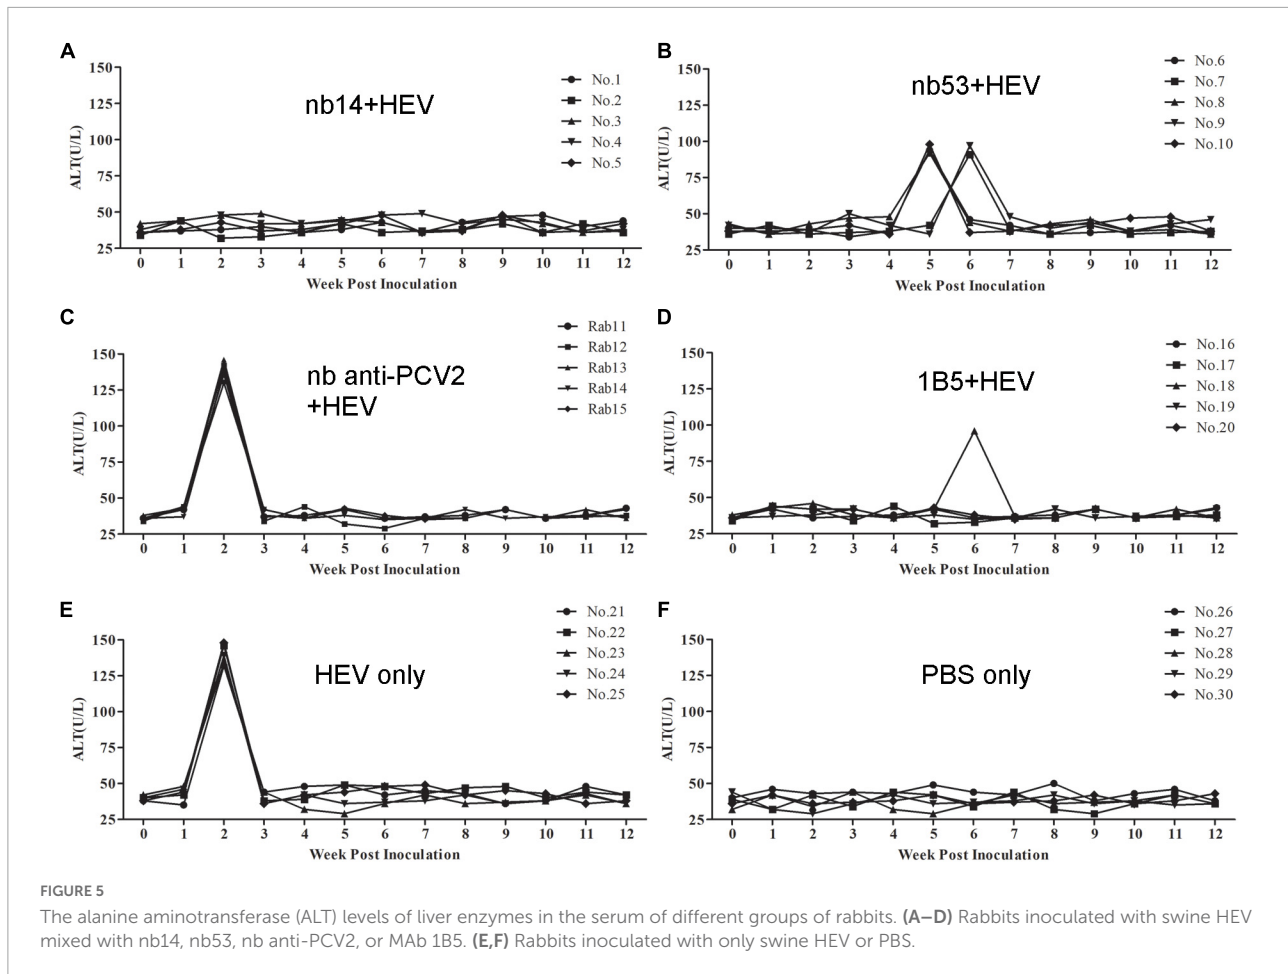 A
150
125
100
75
50
25
ALT(U/L)
nb14+HEV
No.1
No.2
No.3
No.4
No.5
0 1 2 3 4 5 6 7 8 9 10 11 12
Week Post Inoculation
B
150
125
100
75
50
25
ALT(U/L)
nb53+HEV
No.6
No.7
No.8
No.9
No.10
0 1 2 3 4 5 6 7 8 9 10 11 12
Week Post Inoculation
C
150
125
100
75
50
25
ALT(U/L)
nb anti-PCV2
+HEV
Rab11
Rab12
Rab13
Rab14
Rab15
0 1 2 3 4 5 6 7 8 9 10 11 12
Week Post Inoculation
D
150
125
100
75
50
25
ALT(U/L)
1B5+HEV
No.16
No.17
No.18
No.19
No.20
0 1 2 3 4 5 6 7 8 9 10 11 12
Week Post Inoculation
E
150
125
100
75
50
25
ALT(U/L)
HEV only
No.21
No.22
No.23
No.24
No.25
0 1 2 3 4 5 6 7 8 9 10 11 12
Week Post Inoculation
F
150
125
100
75
50
25
ALT(U/L)
PBS only
No.26
No.27
No.28
No.29
No.30
0 1 2 3 4 5 6 7 8 9 10 11 12
Week Post Inoculation
FIGURE 5
The alanine aminotransferase (ALT) levels of liver enzymes in the serum of different groups of rabbits. (A–D) Rabbits inoculated with swine HEV
mixed with nb14, nb53, nb anti-PCV2, or MAb 1B5. (E,F) Rabbits inoculated with only swine HEV or PBS.